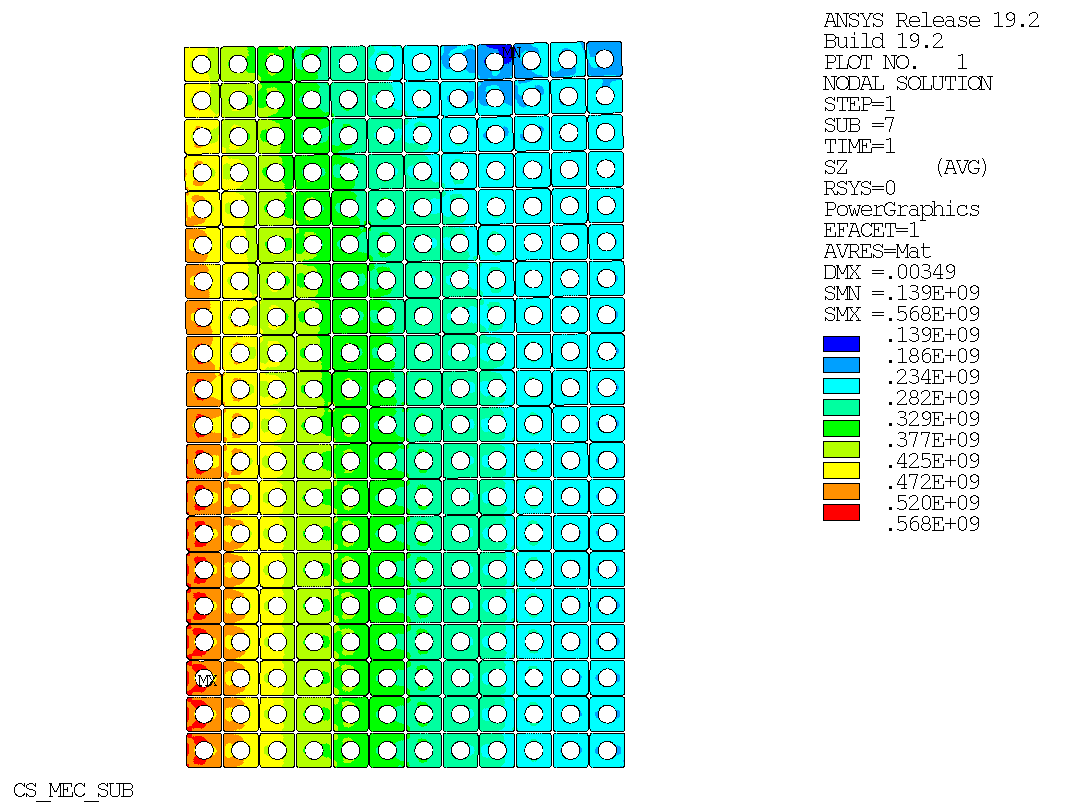 ANSYS Release 19.2
Build 19.2
PLOT NO.   1
NODAL SOLUTION
STEP=1
SUB =7
TIME=1
SZ       (AVG)
RSYS=0
PowerGraphics
EFACET=1
AVRES=Mat
DMX =.00349
SMN =.139E+09
SMX =.568E+09
.139E+09
.186E+09
.234E+09
.282E+09
.329E+09
.377E+09
.425E+09
.472E+09
.520E+09
.568E+09
MN
MX
CS_MEC_SUB